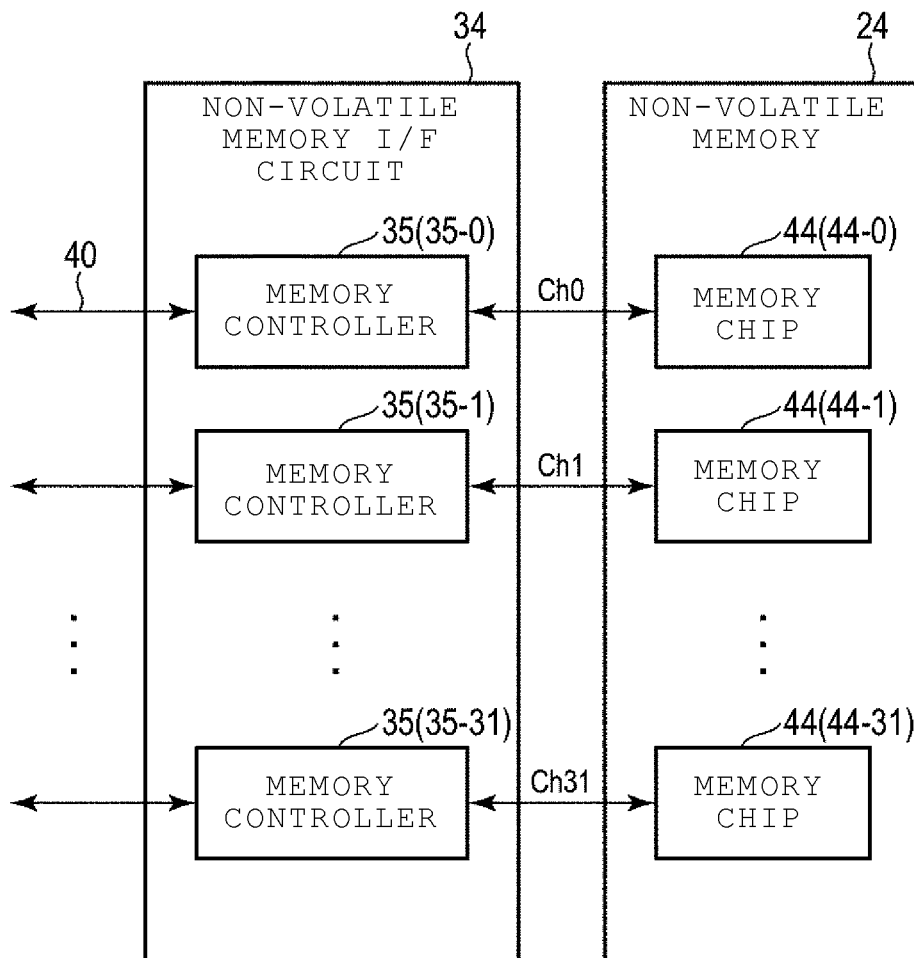 34
24
NON-VOLATILE
MEMORY I/F
CIRCUIT
NON-VOLATILE
MEMORY
40
35(35-0)
MEMORY
CONTROLLER
Ch0
44(44-0)
MEMORY
CHIP
35(35-1)
MEMORY
CONTROLLER
Ch1
44(44-1)
MEMORY
CHIP
35(35-31)
MEMORY
CONTROLLER
Ch31
44(44-31)
MEMORY
CHIP